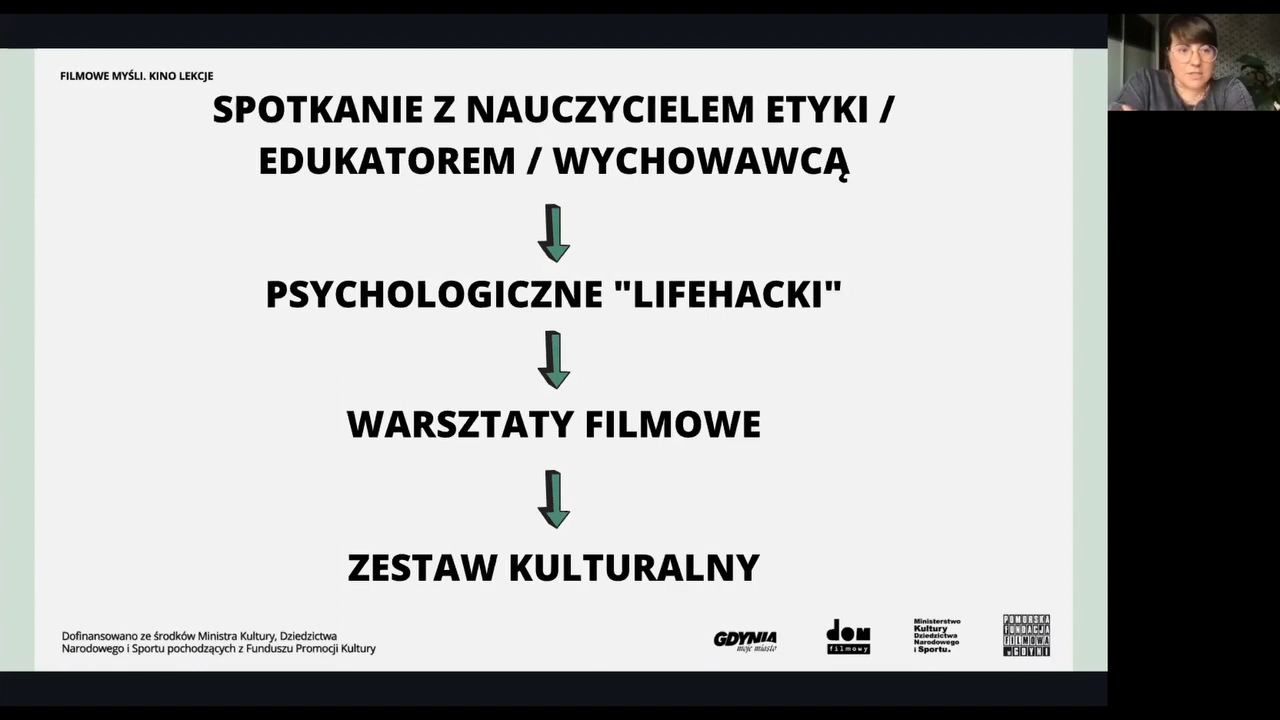 FILMOWE MYŚLI. KINO LEKCJE
SPOTKANIE Z NAUCZYCIELEM ETYKI /
EDUKATOREM / WYCHOWAWCĄ
PSYCHOLOGICZNE "LIFEHACKI"
WARSZTATY FILMOWE
ZESTAW KULTURALNY
Dofinansowano ze środków Ministra Kultury, Dziedzictwa
Narodowego i Sportu pochodzących z Funduszu Promocji Kultury
GDYNIA
moje miasto
dom
filmowy
Ministerstwo
Kultury
Dziedzictwa
Narodowego
i Sportu.
POMORSKA
FUNDACJA
FILMOWA
w GDYNI